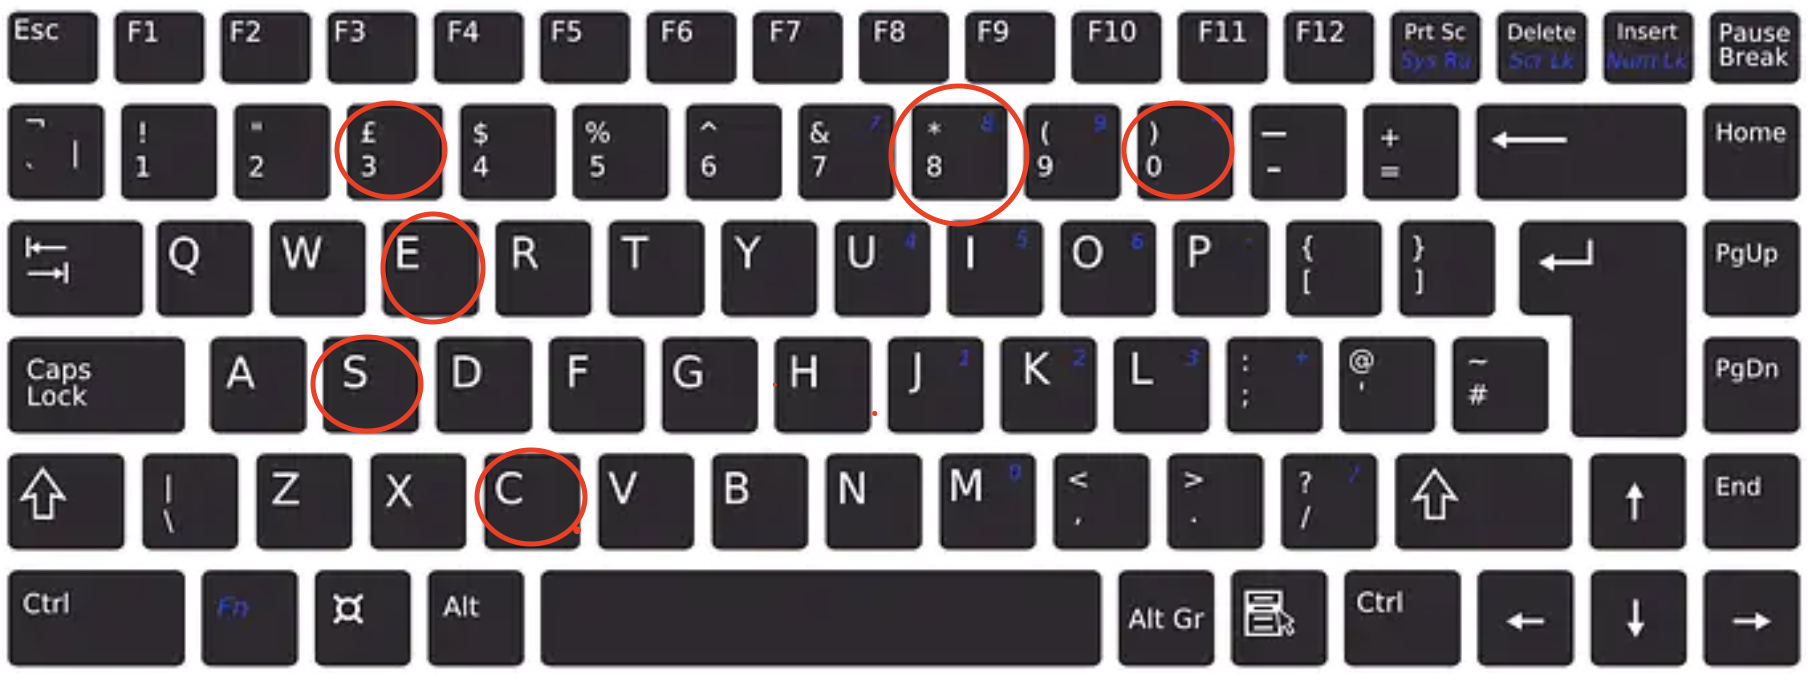 Esc F1 F2 F3 F4 F5 F6 F7 F8 F9 F10 F11 F12 Prt Sc Delete Insert Pause
Sys Rq Scr Lk Num Lk Break
¬ ! " £ $ % ^ & 7 * 8 ( 9 ) — + Home
` | 1 2 3 4 5 6 7 8 9 0 - =
Q W E R T Y U 4 I 5 O 6 P - { } PgUp
[ ]
Caps A S D F G H J 1 K 2 L 3 : + @ ~ PgDn
Lock ; ' #
| Z X C V B N M 0 < > ? / End
\ , . /
Ctrl Fn Alt Alt Gr Ctrl